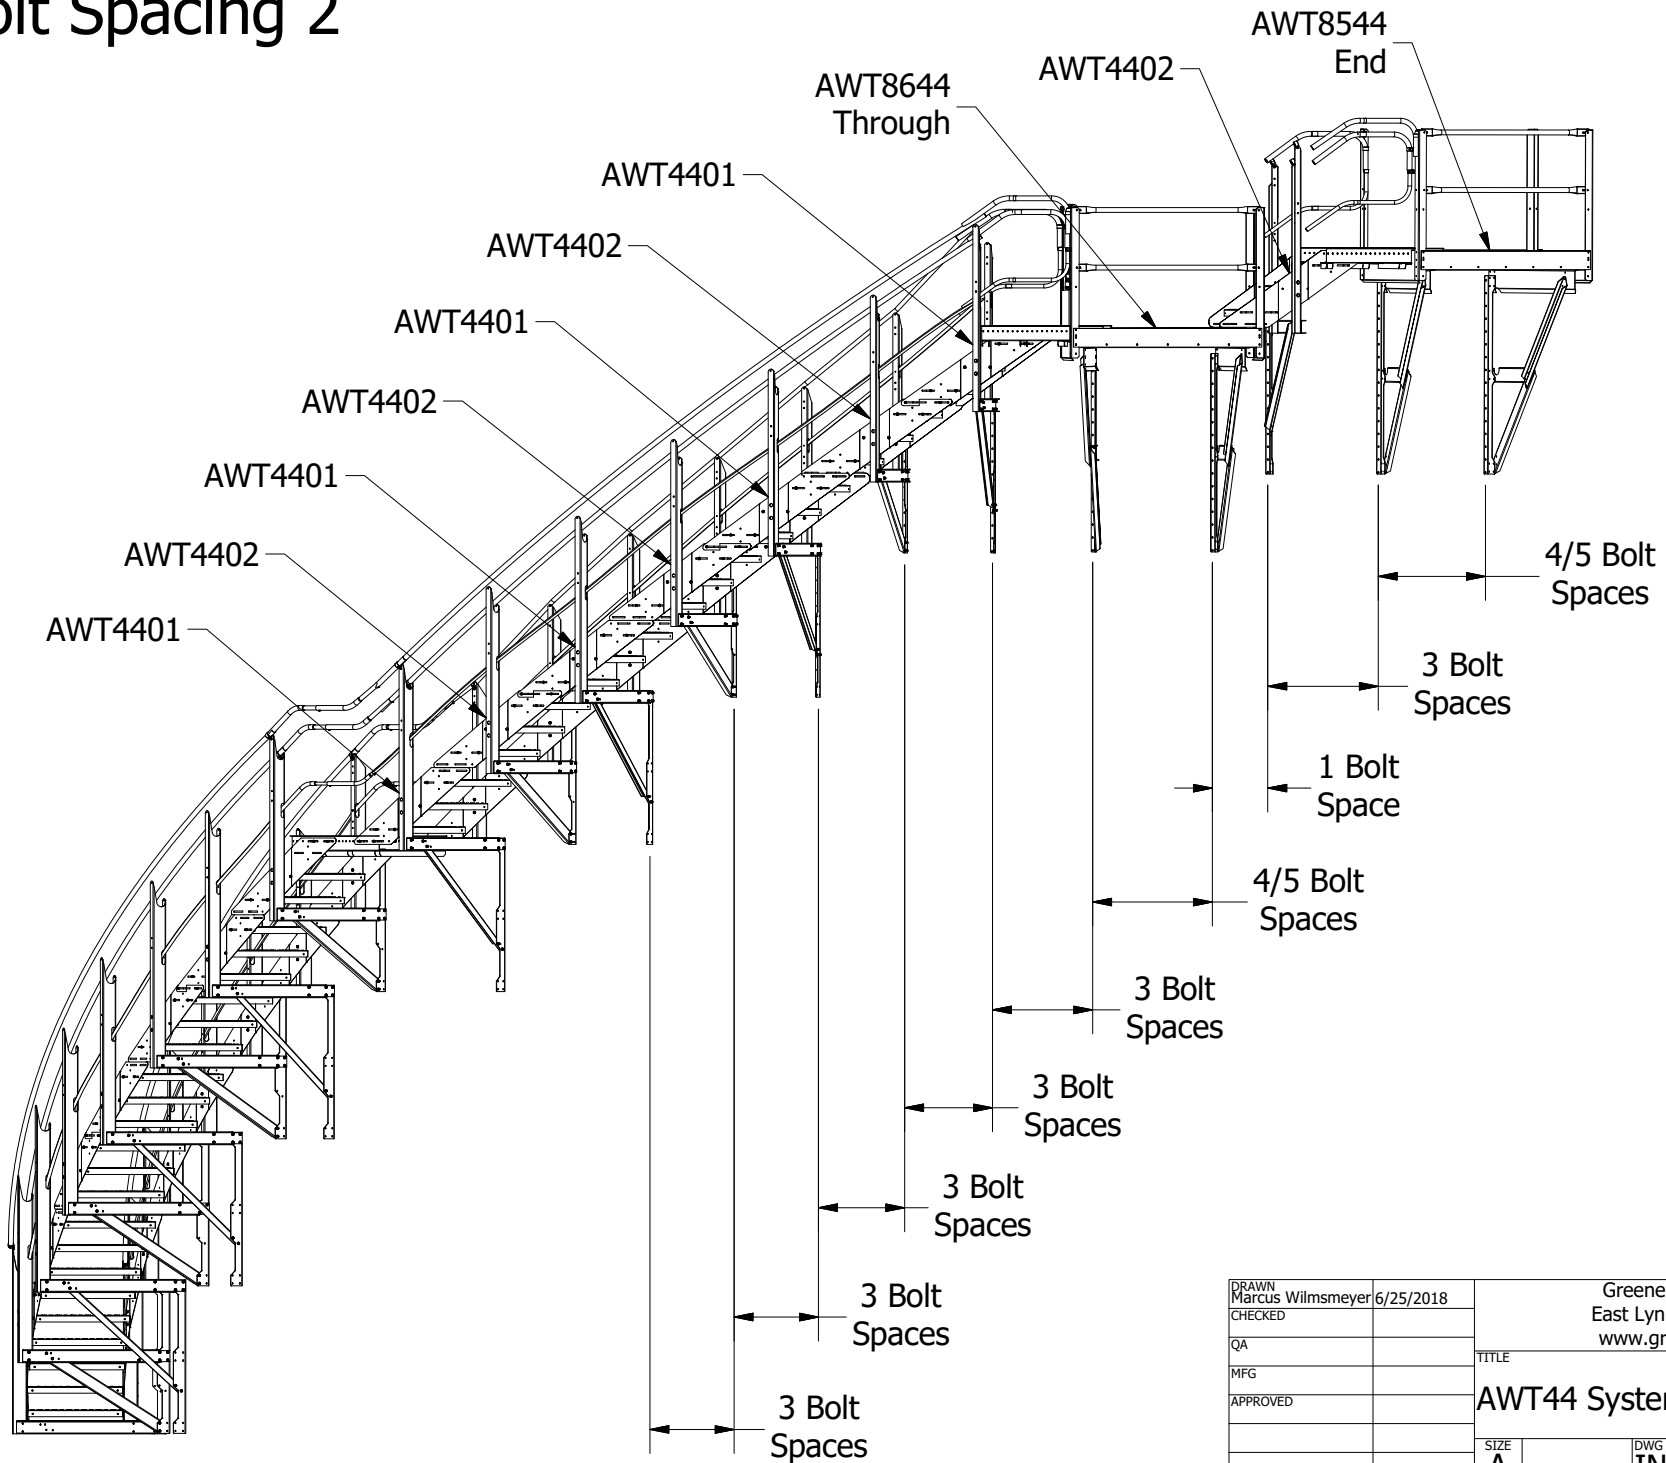 Spacing 2
AWT8544
End
AWT4402
AWT8644
Through
AWT4401
AWT4402
AWT4401
AWT4402
AWT4401
AWT4402
AWT4401
4/5 Bolt
Spaces
3 Bolt
Spaces
1 Bolt
Space
4/5 Bolt
Spaces
3 Bolt
Spaces
3 Bolt
Spaces
3 Bolt
Spaces
3 Bolt
Spaces
3 Bolt
Spaces
DRAWN
Marcus Wilmsmeyer 6/25/2018
CHECKED
QA
MFG
APPROVED
Greene
East Lyn
www.gr
TITLE
AWT44 System
SIZE
A
DWG